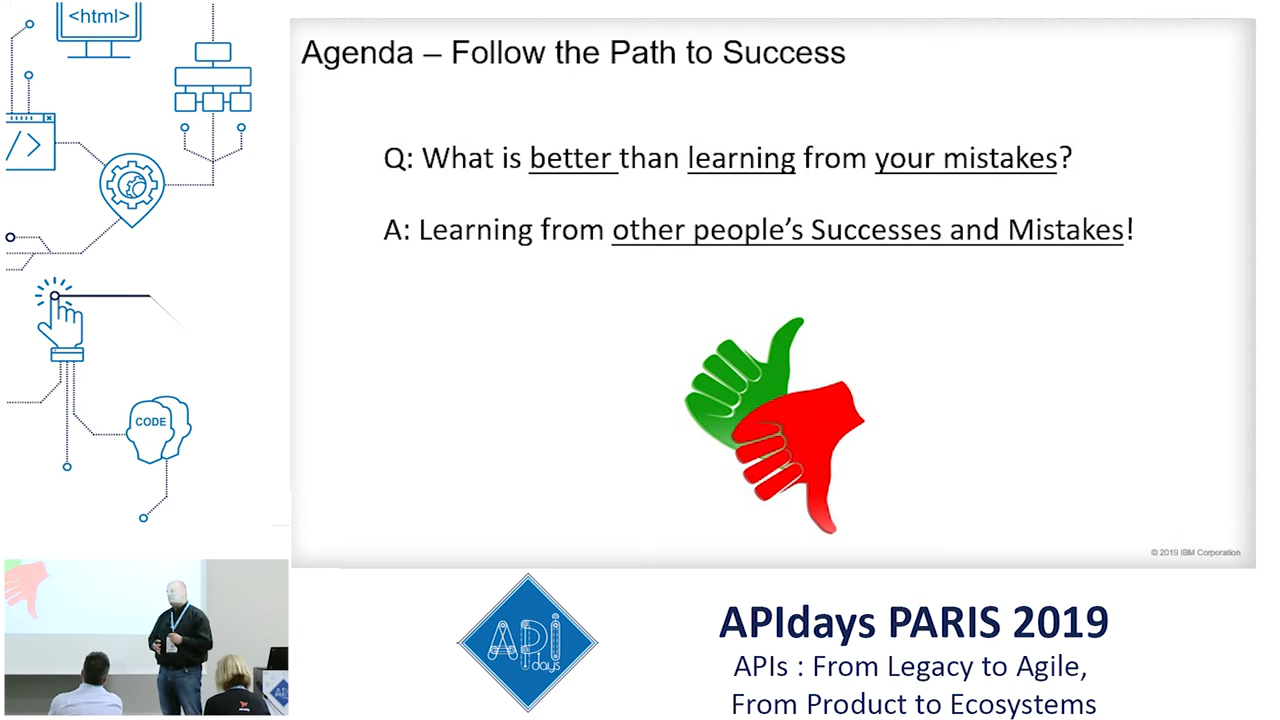 <html>
</>
CODE
Agenda – Follow the Path to Success
Q: What is better than learning from your mistakes?
A: Learning from other people’s Successes and Mistakes!
© 2019 IBM Corporation
API
days
APIdays PARIS 2019
APIs : From Legacy to Agile,
From Product to Ecosystems